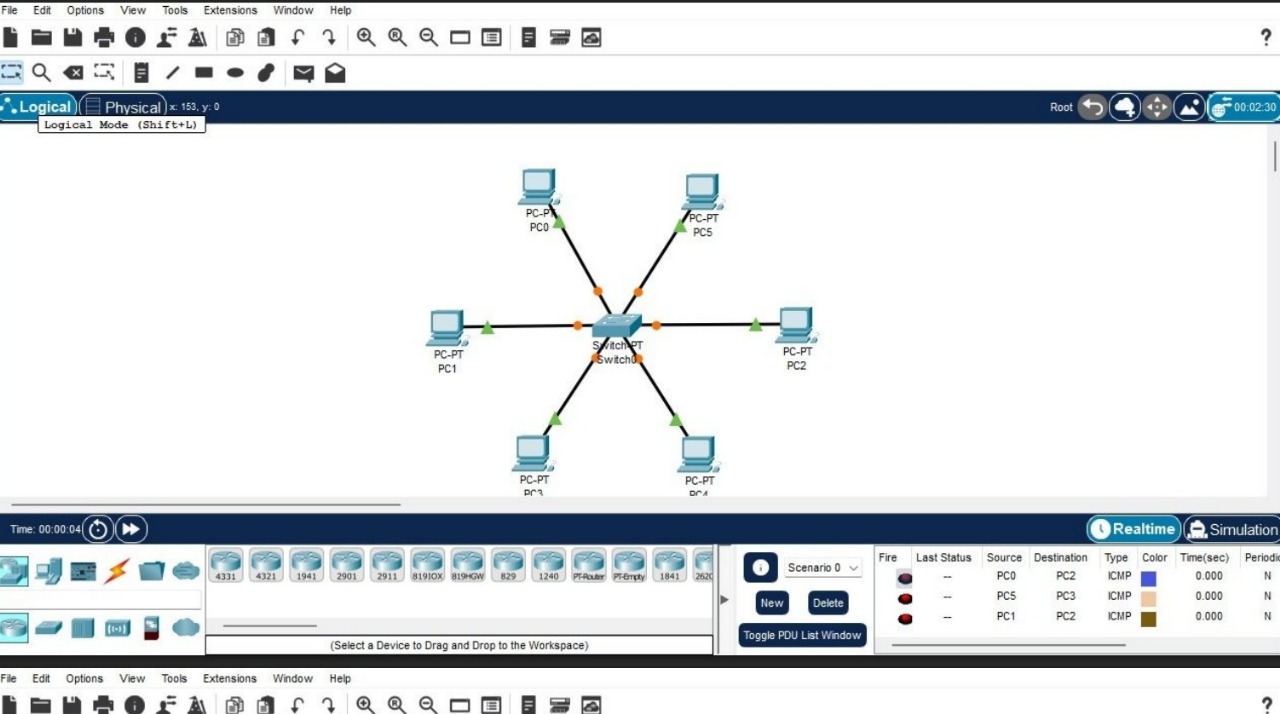 File Edit Options View Tools Extensions Window Help
?
Logical Physical x: 153, y: 0 Root 00:02:30
Logical Mode (Shift+L)
PC-PT
PC0
PC-PT
PC5
PC-PT
PC1
Switch-PT
Switch0
PC-PT
PC2
PC-PT
PC3
PC-PT
PC4
Time: 00:00:04 Realtime Simulation
4331 4321 1941 2901 2911 819IOX 819HGW 829 1240 PT-Router PT-Empty 1841 262
(Select a Device to Drag and Drop to the Workspace)
Scenario 0
New Delete
Toggle PDU List Window
Fire Last Status Source Destination Type Color Time(sec) Periodic
-- PC0 PC2 ICMP 0.000 N
-- PC5 PC3 ICMP 0.000 N
-- PC1 PC2 ICMP 0.000 N
File Edit Options View Tools Extensions Window Help
?